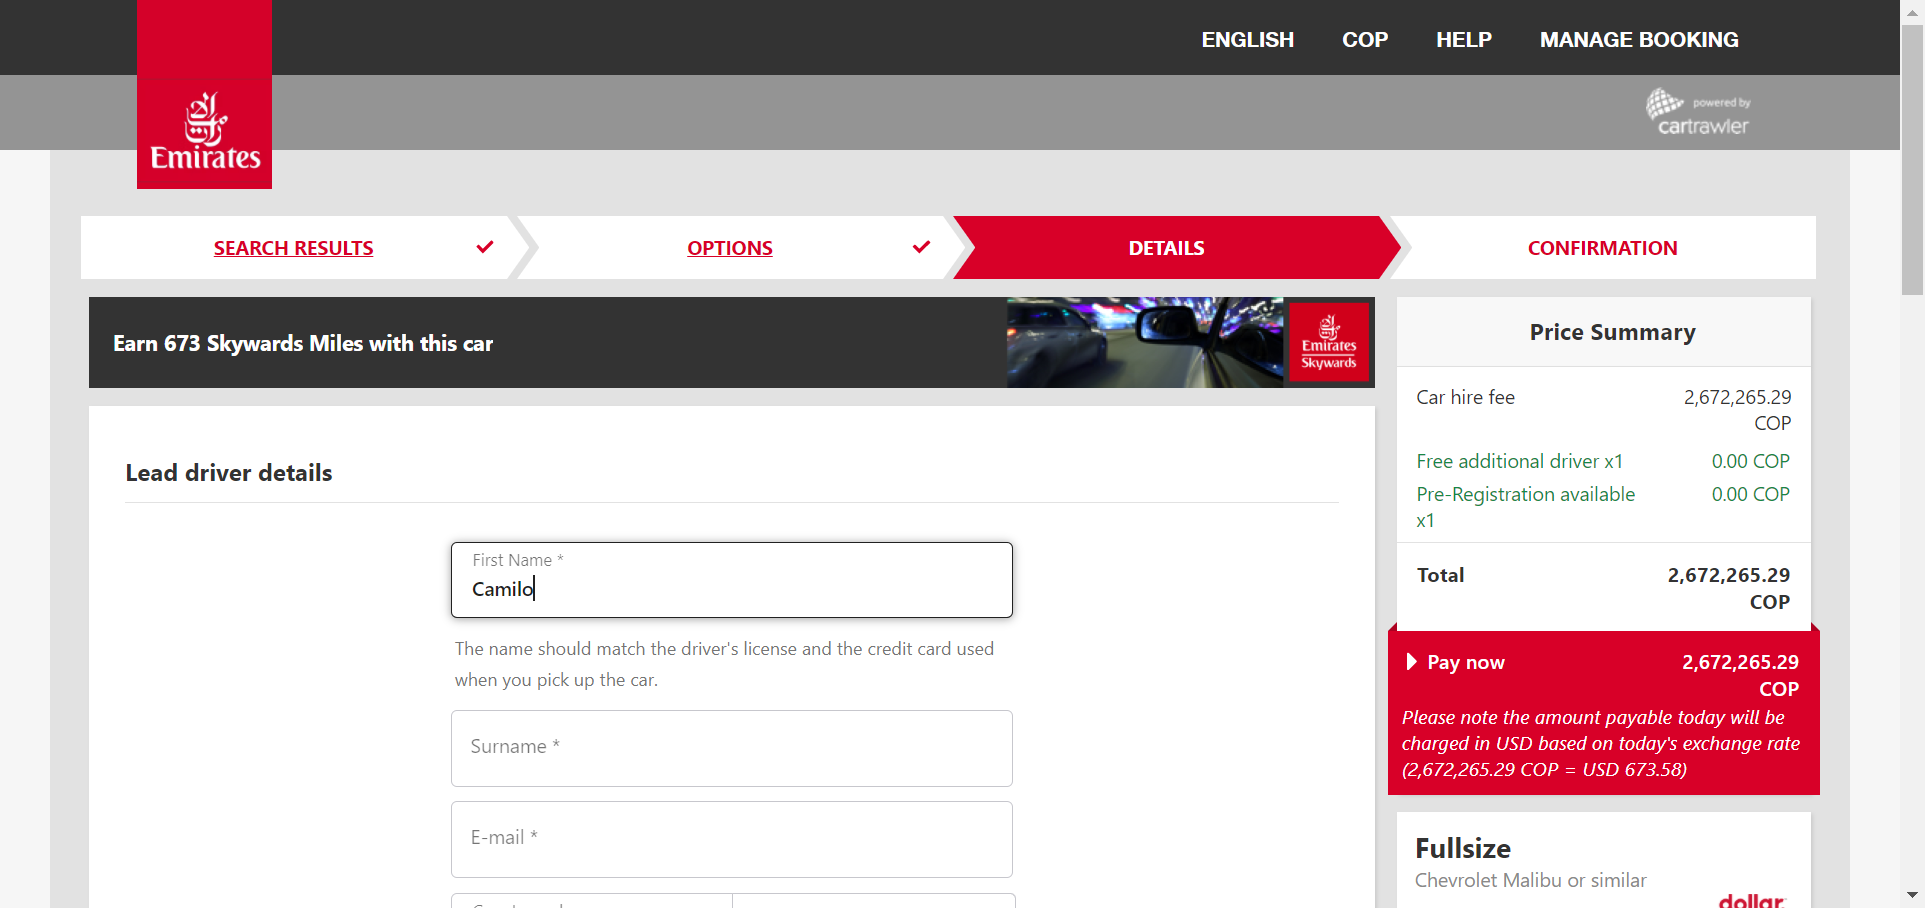 ENGLISH COP HELP MANAGE BOOKING
powered by
cartrawler
Emirates
SEARCH RESULTS OPTIONS DETAILS CONFIRMATION
Earn 673 Skywards Miles with this car
Emirates
Skywards
Lead driver details
First Name *
Camilo
The name should match the driver's license and the credit card used
when you pick up the car.
Surname *
E-mail *
Price Summary
Car hire fee 2,672,265.29
COP
Free additional driver x1 0.00 COP
Pre-Registration available 0.00 COP
x1
Total 2,672,265.29
COP
Pay now 2,672,265.29
COP
Please note the amount payable today will be
charged in USD based on today's exchange rate
(2,672,265.29 COP = USD 673.58)
Fullsize
Chevrolet Malibu or similar
dollar